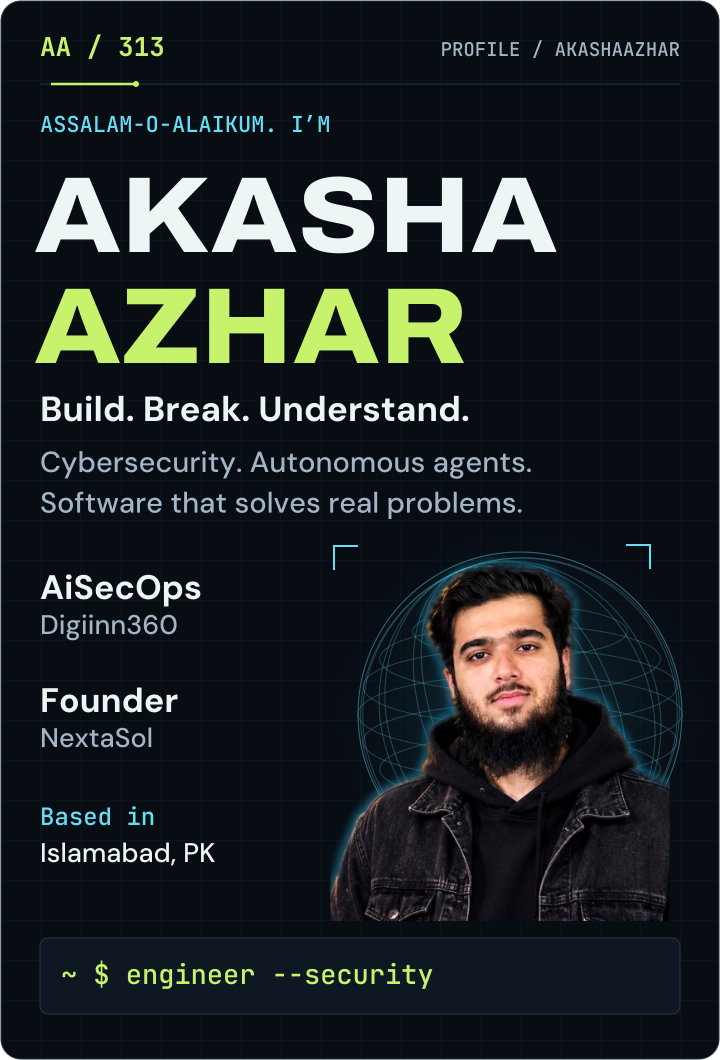 AA / 313
PROFILE / AKASHAAZHAR
ASSALAM-O-ALAIKUM. I’M
AKASHA
AZHAR
Build. Break. Understand.
Cybersecurity. Autonomous agents.
Software that solves real problems.
AiSecOps
Digiinn360
Founder
NextaSol
Based in
Islamabad, PK
~ $ engineer --security